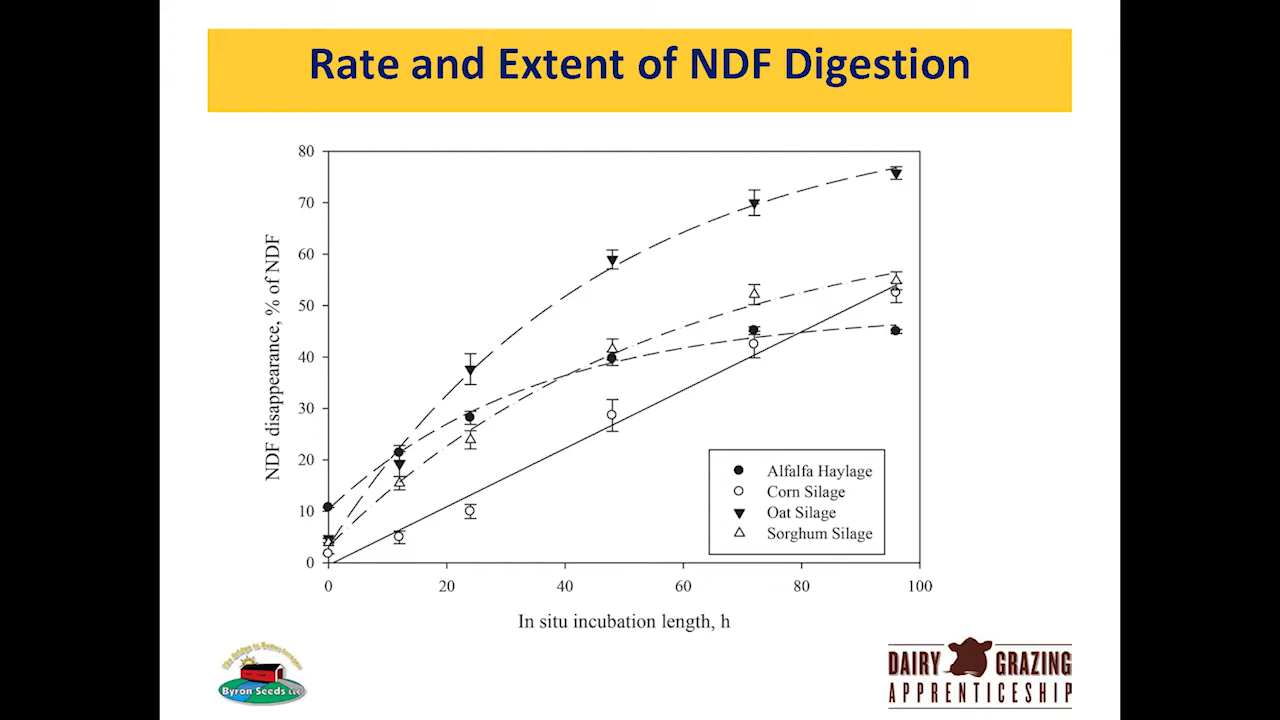 Rate and Extent of NDF Digestion
80
70
60
50
40
30
20
10
0
NDF disappearance, % of NDF
0 20 40 60 80 100
In situ incubation length, h
Alfalfa Haylage
Corn Silage
Oat Silage
Sorghum Silage
Byron Seeds LLC
DAIRY GRAZING
APPRENTICESHIP